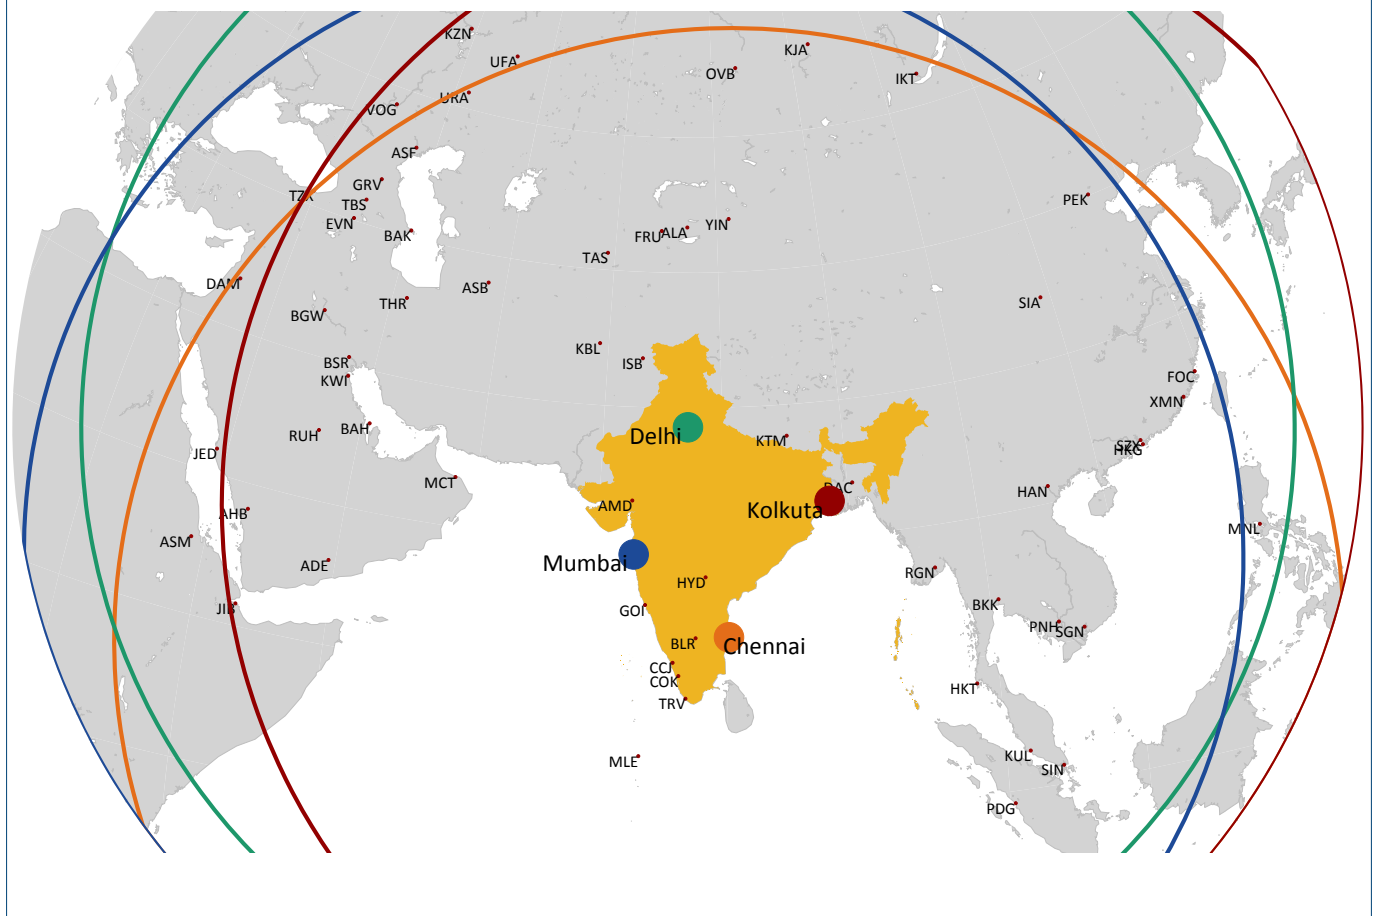 KZN
UFA
KJA
OVB
IKT
URA
VOG
ASF
GRV
TZX
TBS
PEK
EVN
BAK
FRU
ALA
YIN
TAS
DAM
ASB
THR
SIA
BGW
KBL
BSR
ISB
KWI
FOC
XMN
RUH
BAH
Delhi
KTM
SZX
HKG
JED
MCT
DAC
HAN
AMD
Kolkuta
AHB
MNL
ASM
ADE
Mumbai
RGN
HYD
JIB
GOI
BKK
PNH
SGN
BLR
Chennai
CCJ
COK
HKT
TRV
MLE
KUL
SIN
PDG